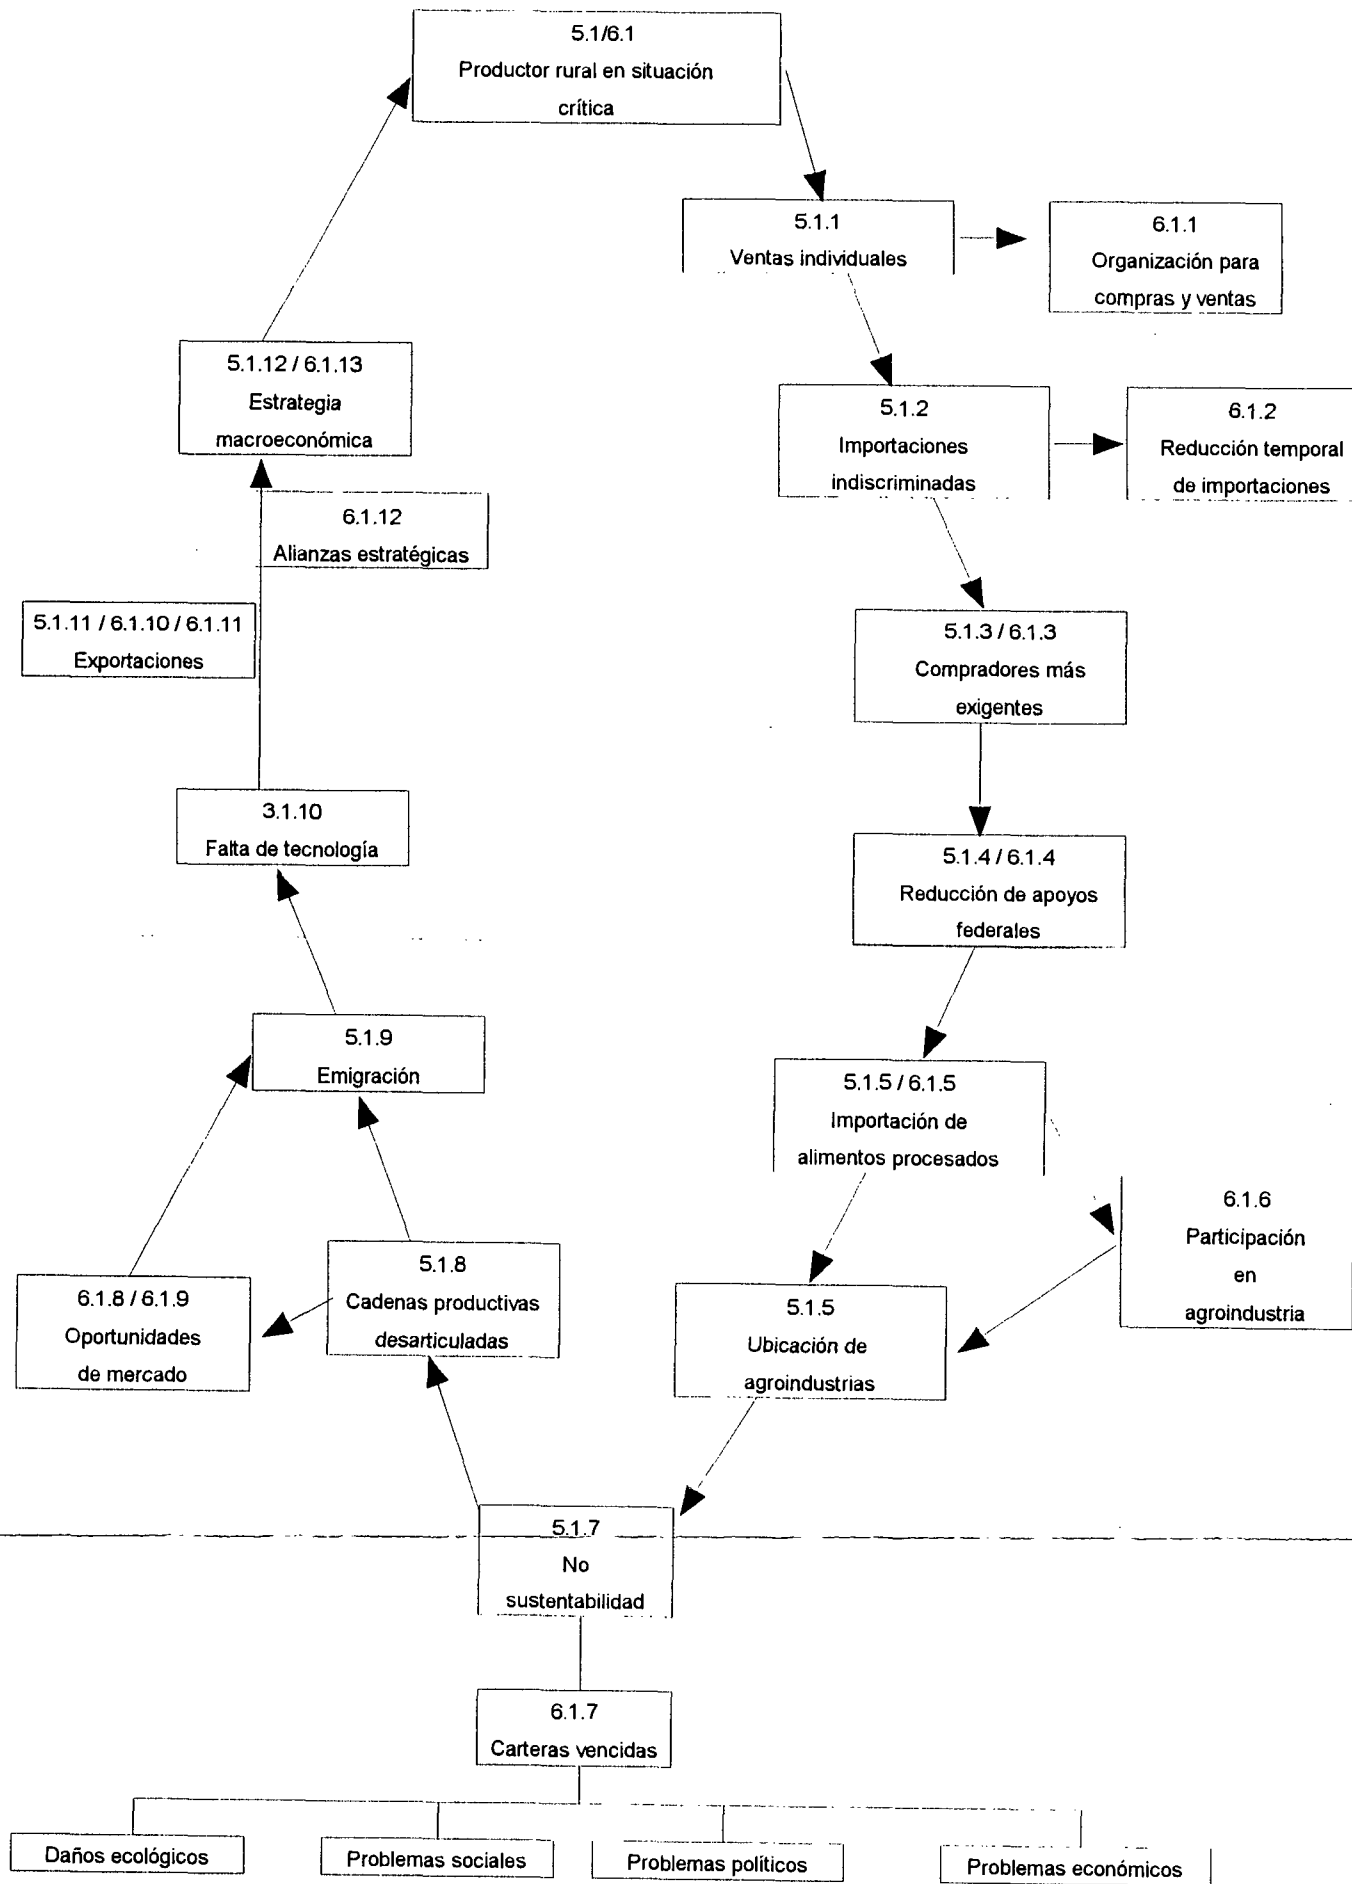 5.1/6.1
Productor rural en situación
crítica
5.1.1
Ventas individuales
6.1.1
Organización para
compras y ventas
5.1.12 / 6.1.13
Estrategia
macroeconómica
5.1.2
Importaciones
indiscriminadas
6.1.2
Reducción temporal
de importaciones
6.1.12
Alianzas estratégicas
5.1.11 / 6.1.10 / 6.1.11
Exportaciones
5.1.3 / 6.1.3
Compradores más
exigentes
3.1.10
Falta de tecnología
5.1.4 / 6.1.4
Reducción de apoyos
federales
5.1.9
Emigración
5.1.5 / 6.1.5
Importación de
alimentos procesados
6.1.6
Participación
en
agroindustria
5.1.8
Cadenas productivas
desarticuladas
6.1.8 / 6.1.9
Oportunidades
de mercado
5.1.5
Ubicación de
agroindustrias
5.1.7
No
sustentabilidad
6.1.7
Carteras vencidas
Daños ecológicos
Problemas sociales
Problemas políticos
Problemas económicos